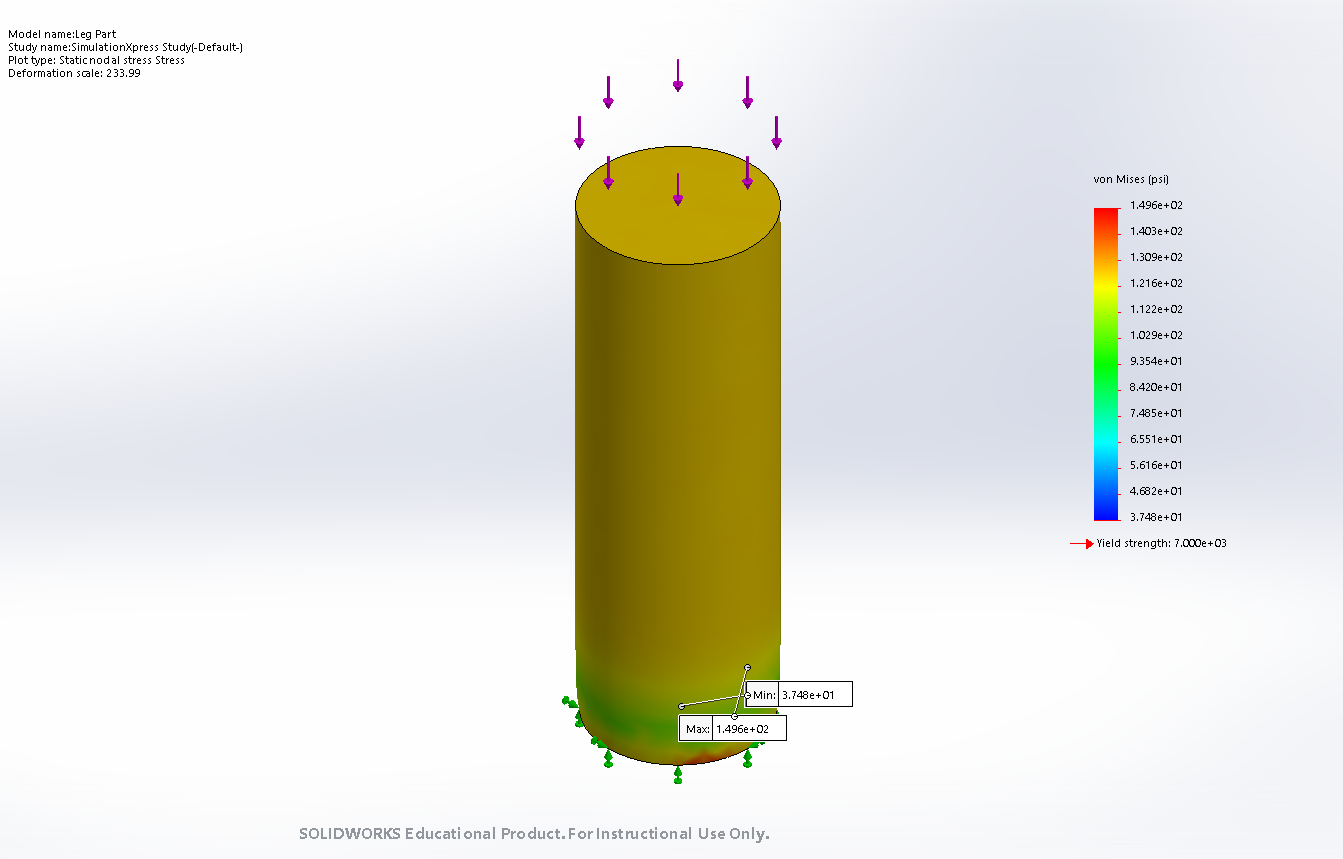 Model name:Leg Part
Study name:SimulationXpress Study(-Default-)
Plot type: Static nodal stress Stress
Deformation scale: 233.99
von Mises (psi)
1.496e+02
1.403e+02
1.309e+02
1.216e+02
1.122e+02
1.029e+02
9.354e+01
8.420e+01
7.485e+01
6.551e+01
5.616e+01
4.682e+01
3.748e+01
Yield strength: 7.000e+03
Min: 3.748e+01
Max: 1.496e+02
SOLIDWORKS Educational Product. For Instructional Use Only.